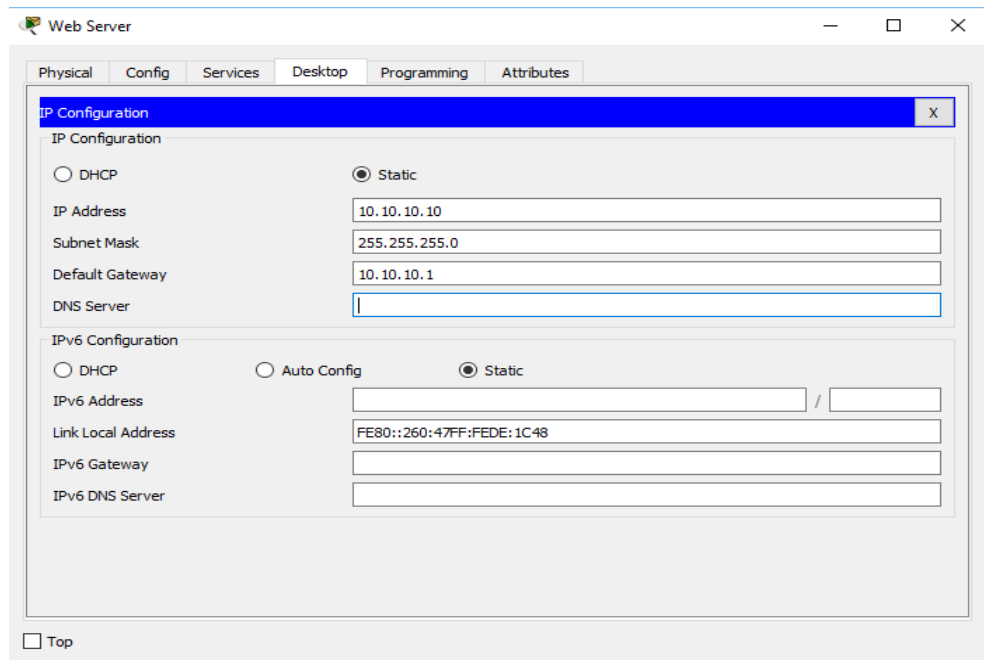 Web Server
Physical Config Services Desktop Programming Attributes
IP Configuration X
IP Configuration
DHCP Static
IP Address 10.10.10.10
Subnet Mask 255.255.255.0
Default Gateway 10.10.10.1
DNS Server
IPv6 Configuration
DHCP Auto Config Static
IPv6 Address /
Link Local Address FE80::260:47FF:FEDE:1C48
IPv6 Gateway
IPv6 DNS Server
Top